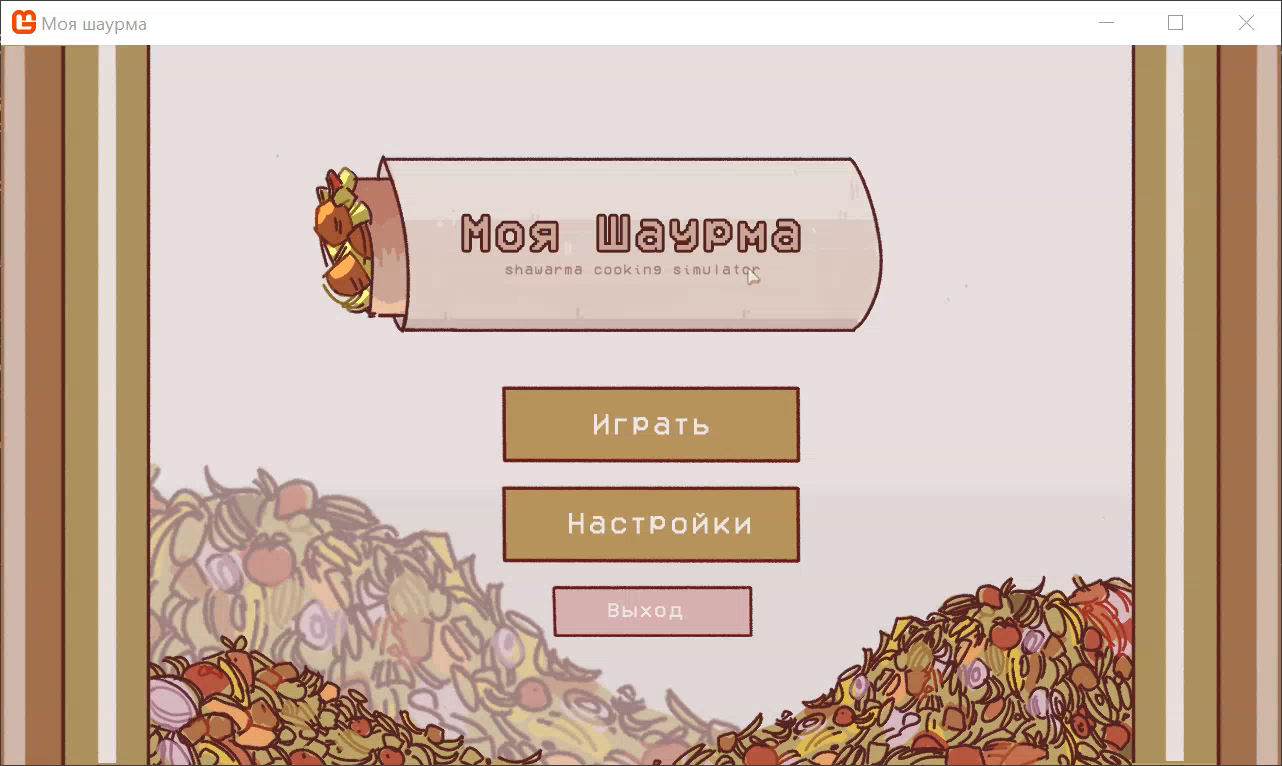 Моя шаурма
Моя Шаурма
shawarma cooking simulator
Играть
Настройки
Выход